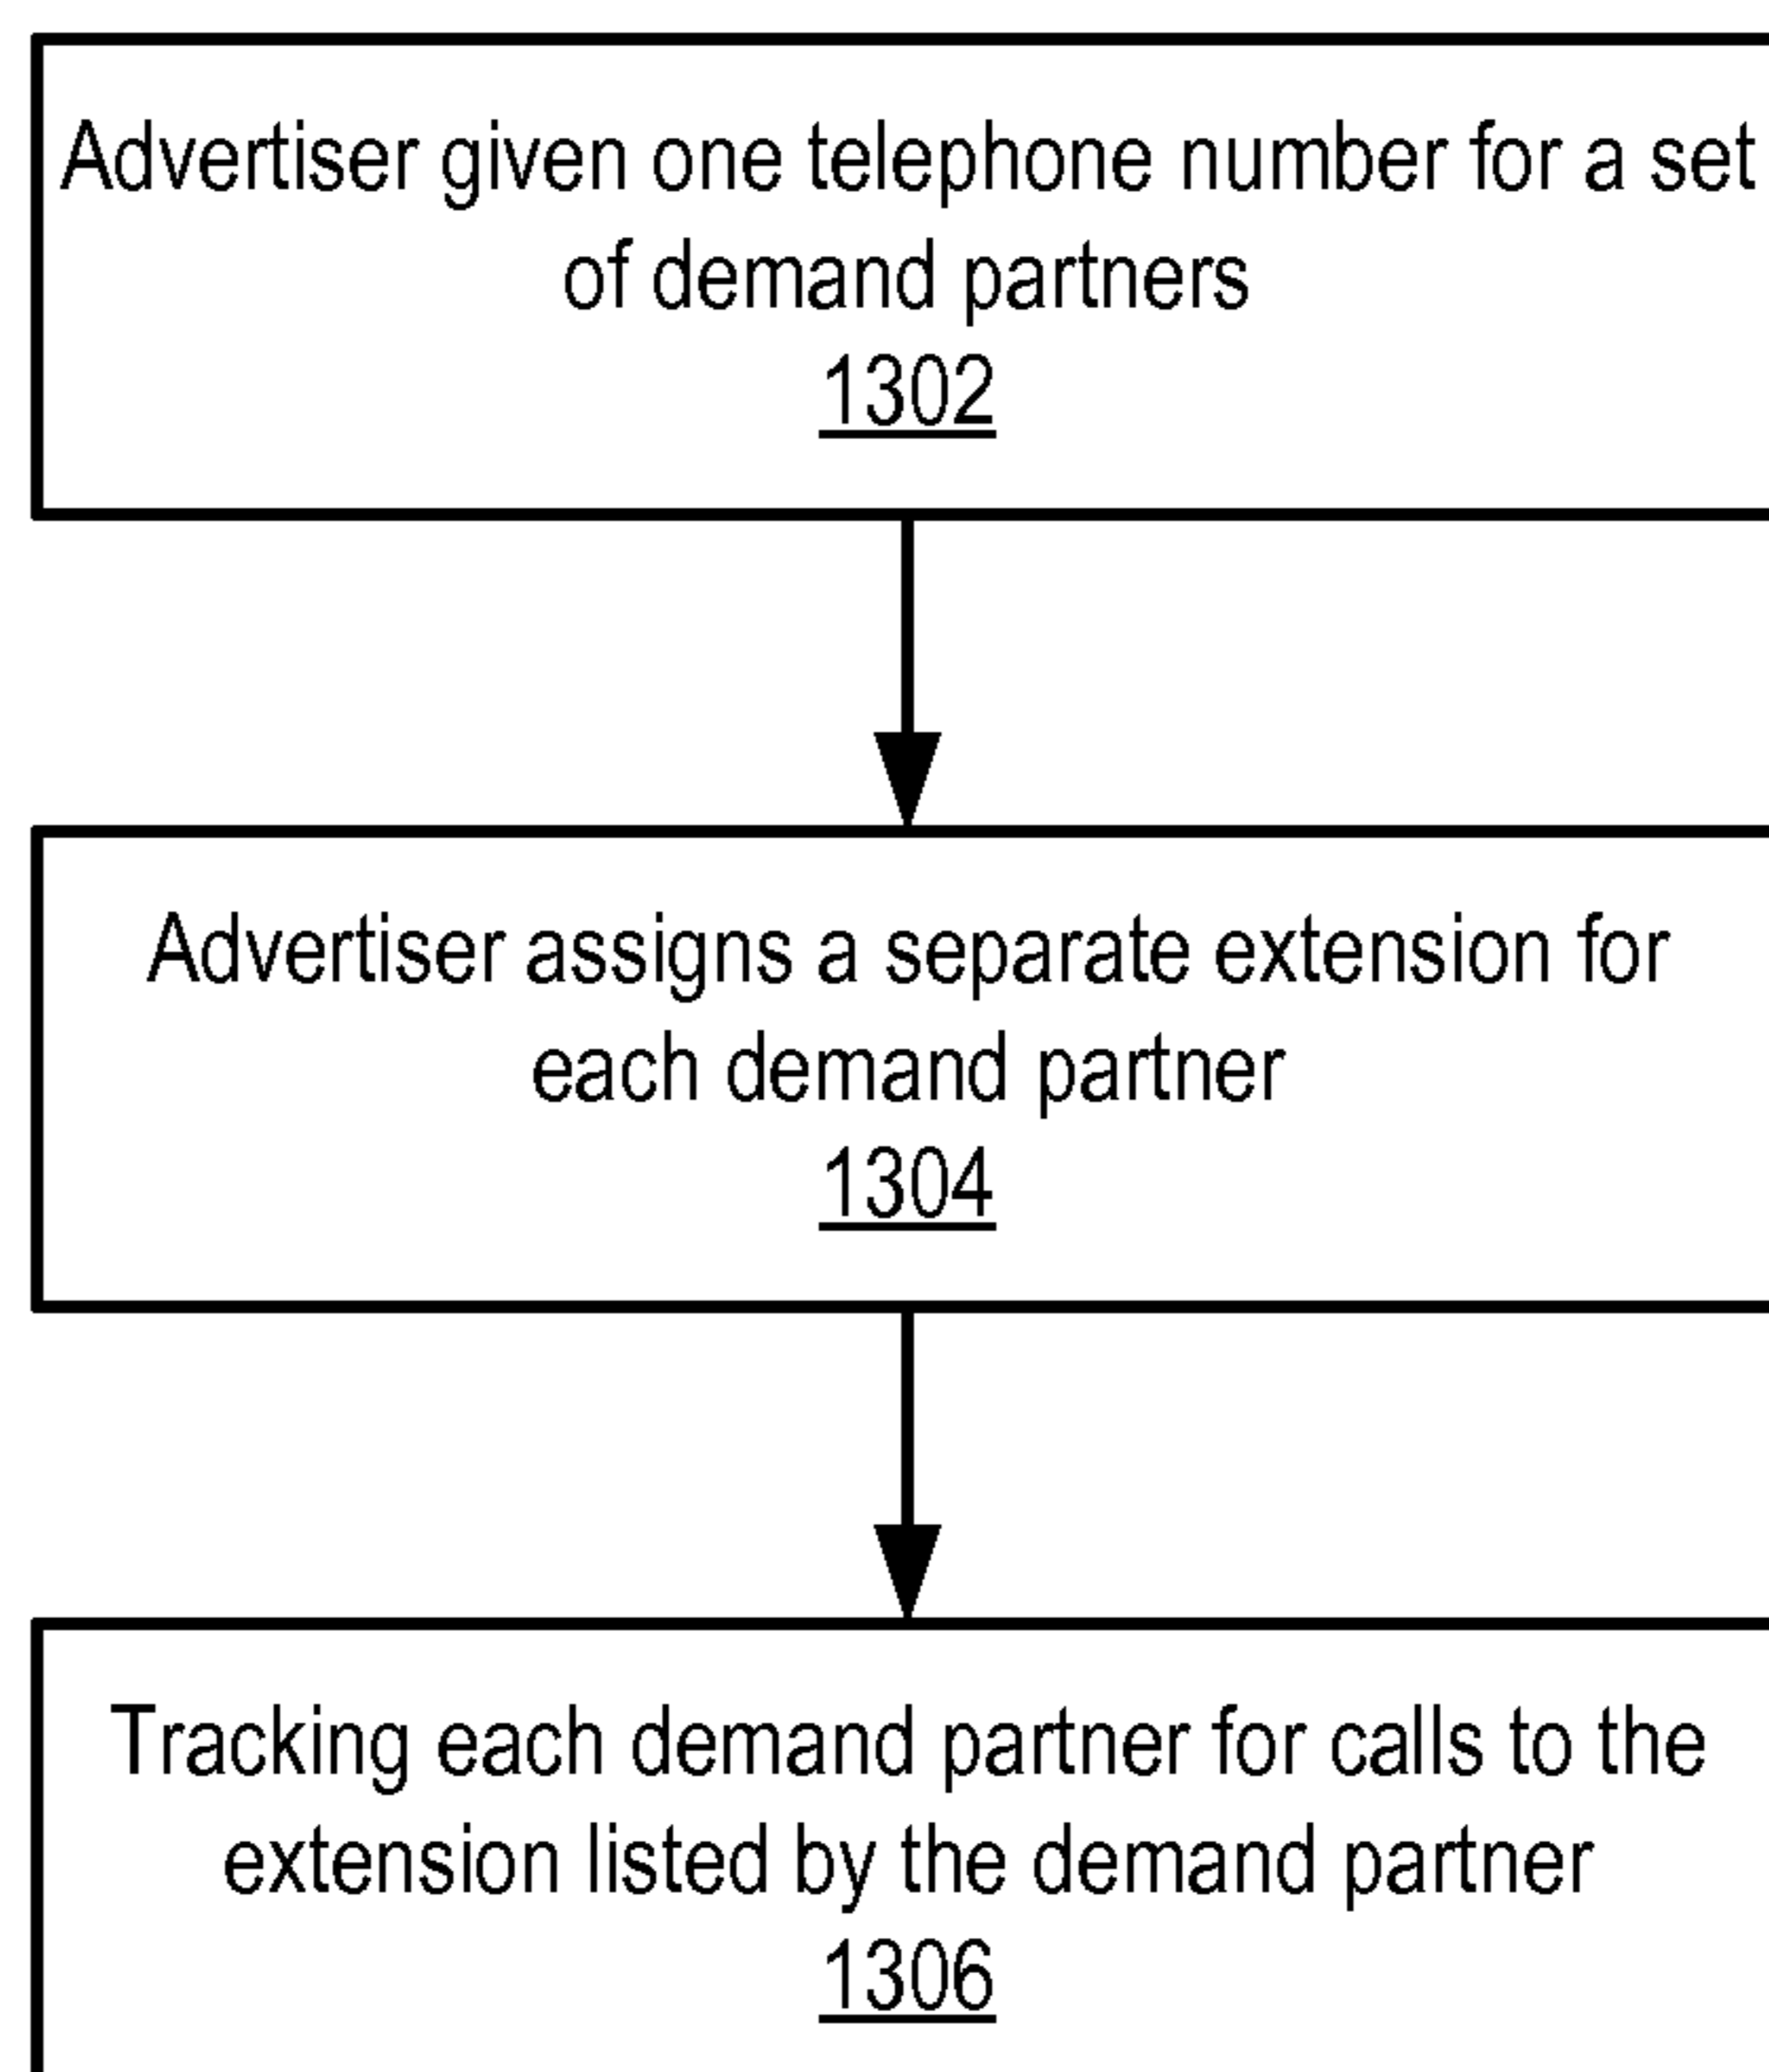 Advertiser given one telephone number for a set
of demand partners
1302
Advertiser assigns a separate extension for
each demand partner
1304
Tracking each demand partner for calls to the
extension listed by the demand partner
1306